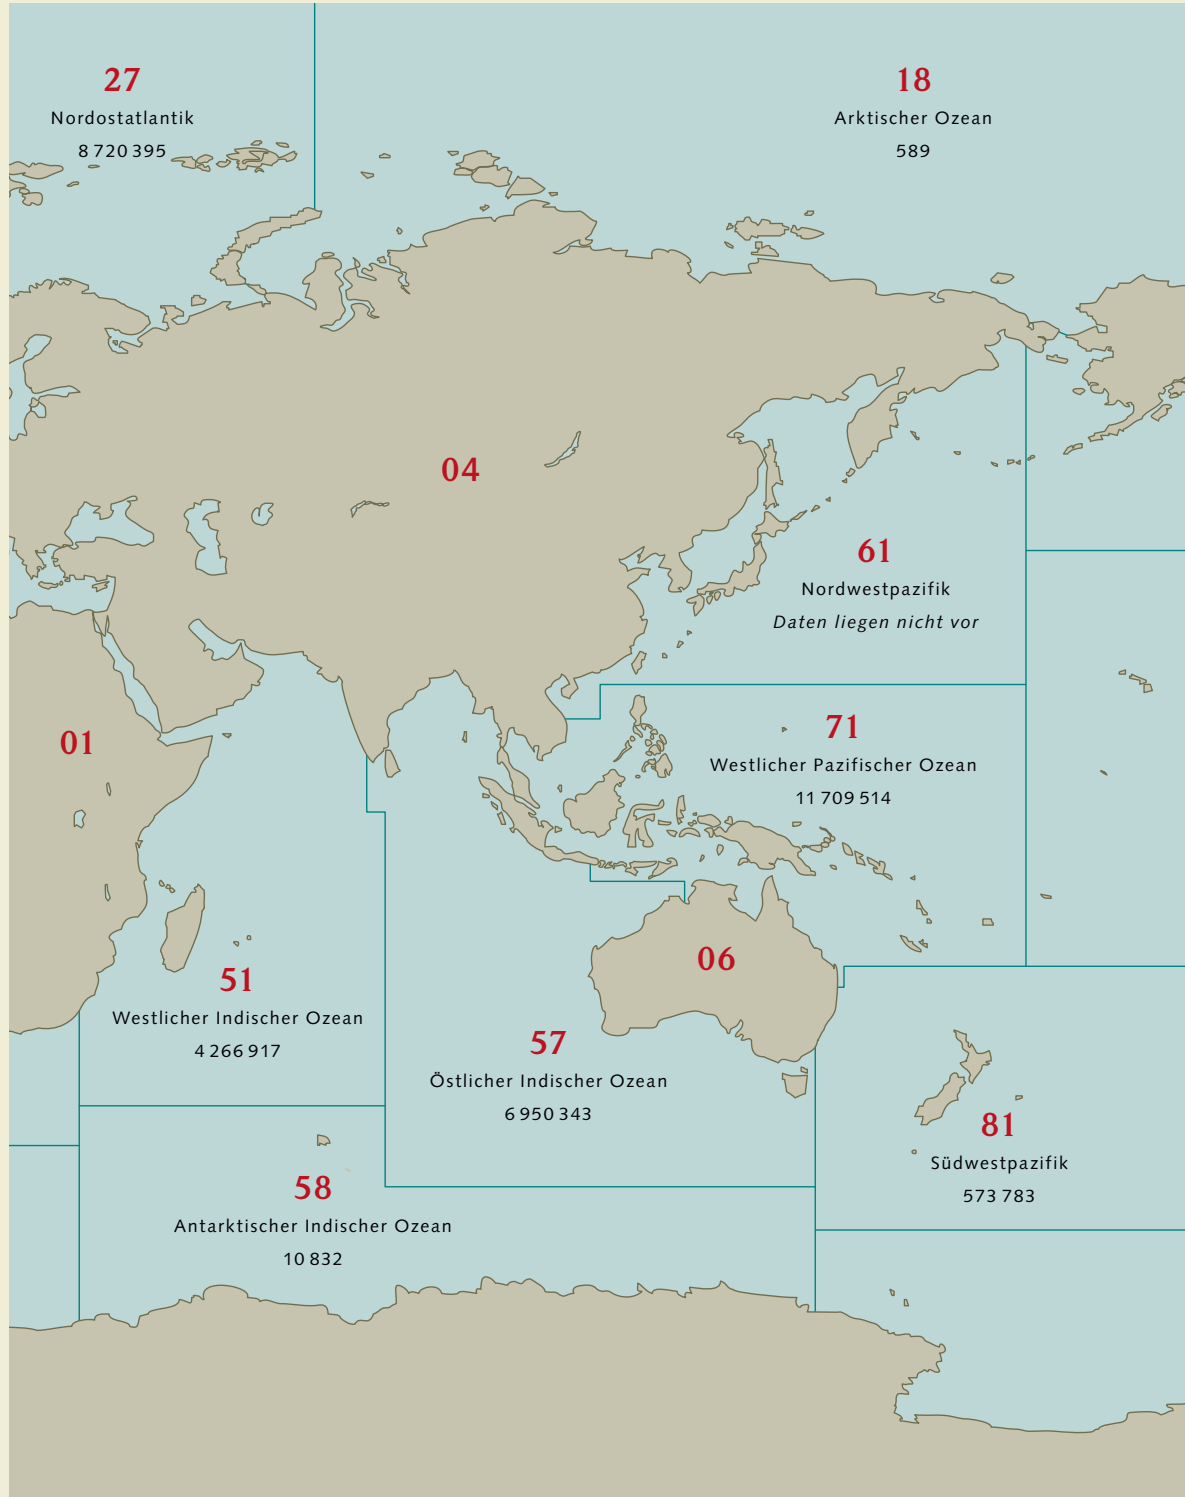 27
Nordostatlantik
8 720 395
18
Arktischer Ozean
589
04
61
Nordwestpazifik
Daten liegen nicht vor
01
71
Westlicher Pazifischer Ozean
11 709 514
06
51
Westlicher Indischer Ozean
4 266 917
57
Östlicher Indischer Ozean
6 950 343
81
Südwestpazifik
573 783
58
Antarktischer Indischer Ozean
10 832